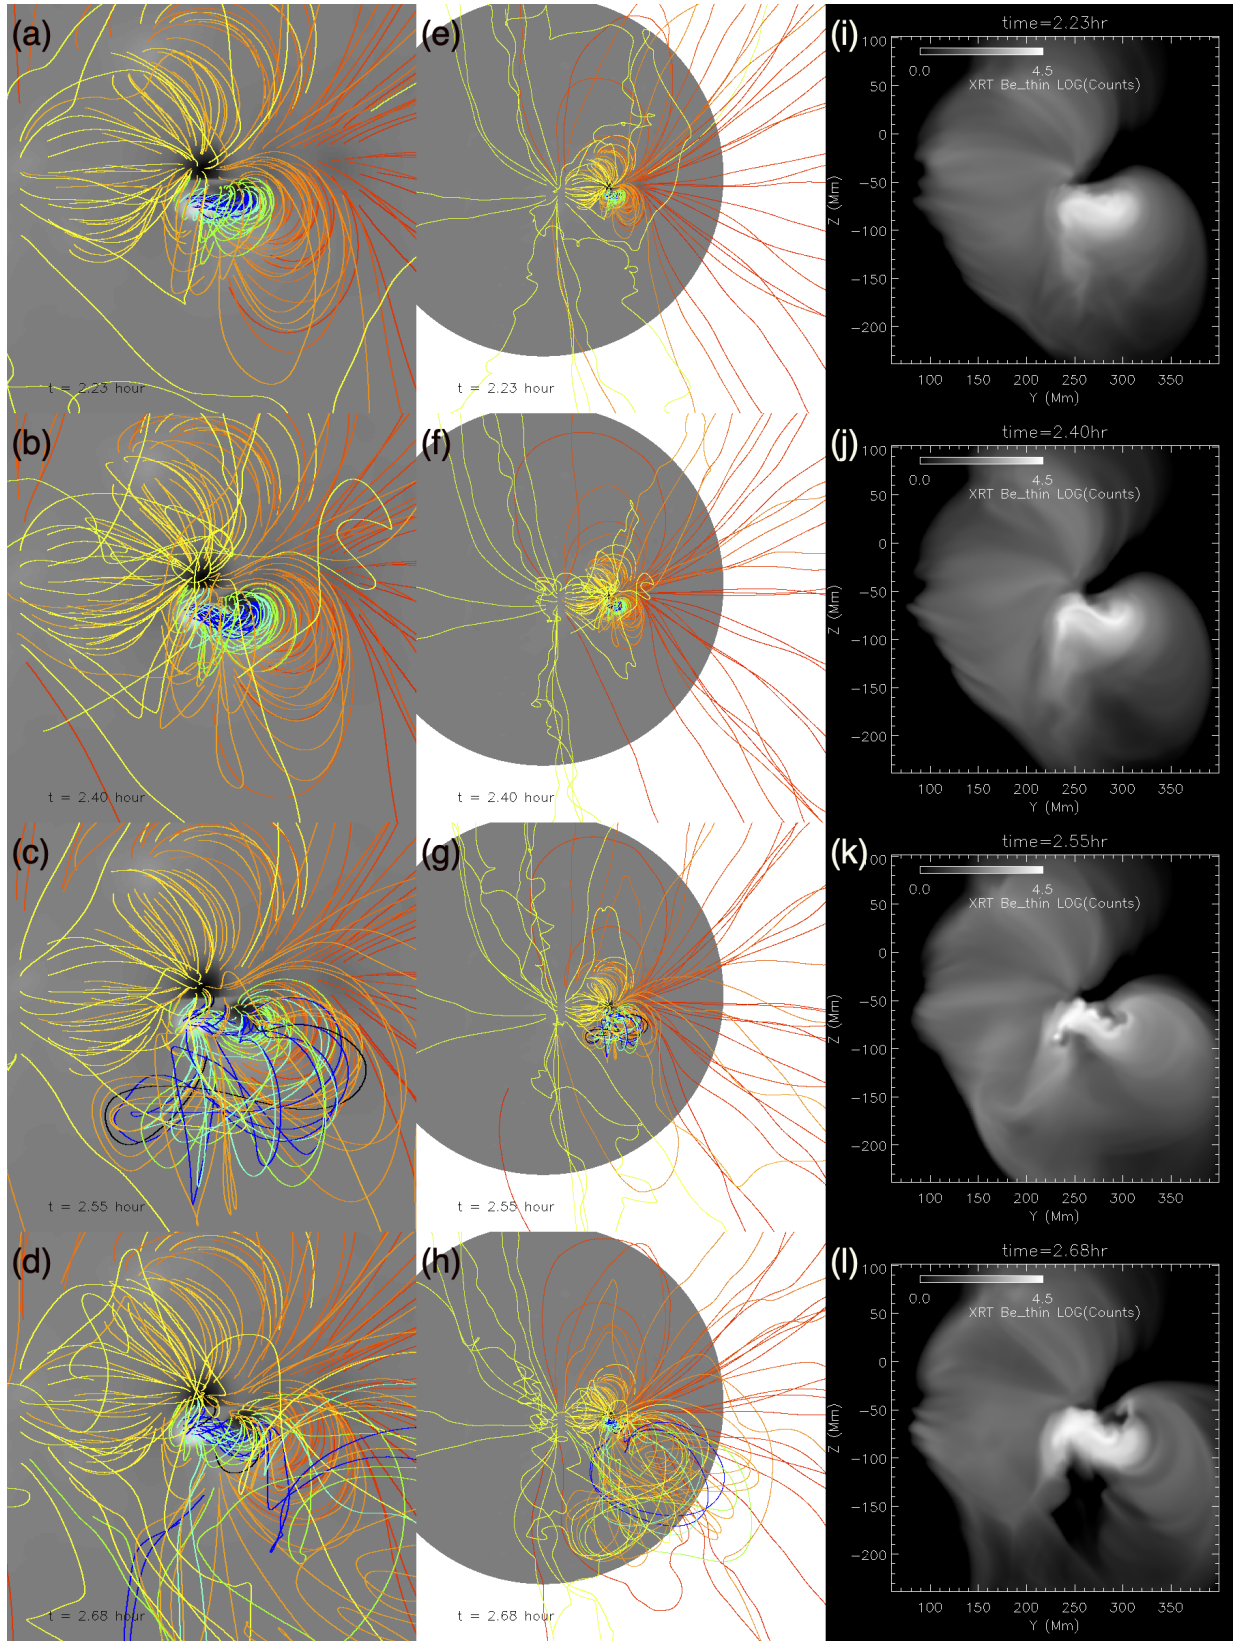 (a)
t = 2.23 hour
(e)
t = 2.23 hour
(i)
time=2.23hr
0.0 4.5
XRT Be_thin LOG(Counts)
100
50
0
−50
−100
−150
−200
Z (Mm)
100 150 200 250 300 350
Y (Mm)
(b)
t = 2.40 hour
(f)
t = 2.40 hour
(j)
time=2.40hr
0.0 4.5
XRT Be_thin LOG(Counts)
100
50
0
−50
−100
−150
−200
Z (Mm)
100 150 200 250 300 350
Y (Mm)
(c)
t = 2.55 hour
(g)
t = 2.55 hour
(k)
time=2.55hr
0.0 4.5
XRT Be_thin LOG(Counts)
00
50
0
−50
−100
−150
−200
Z (Mm)
100 150 200 250 300 350
Y (Mm)
(d)
t = 2.68 hour
(h)
t = 2.68 hour
(l)
time=2.68hr
0.0 4.5
XRT Be_thin LOG(Counts)
100
50
0
−50
−100
−150
−200
Z (Mm)
100 150 200 250 300 350
Y (Mm)